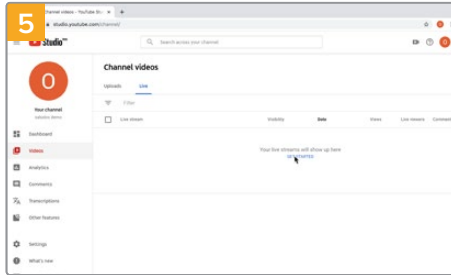 5
channel videos - YouTube St
studio.youtube.com/channel/
Studio
Search across your channel
O
O
Channel videos
Uploads
Live
Filter
Your channel
Live stream
Visibility
Date
Views
Live viewers
Comment
Dashboard
Videos
Your live streams will show up here
GET STARTED
Analytics
Comments
Transcriptions
Other features
Settings
What's new